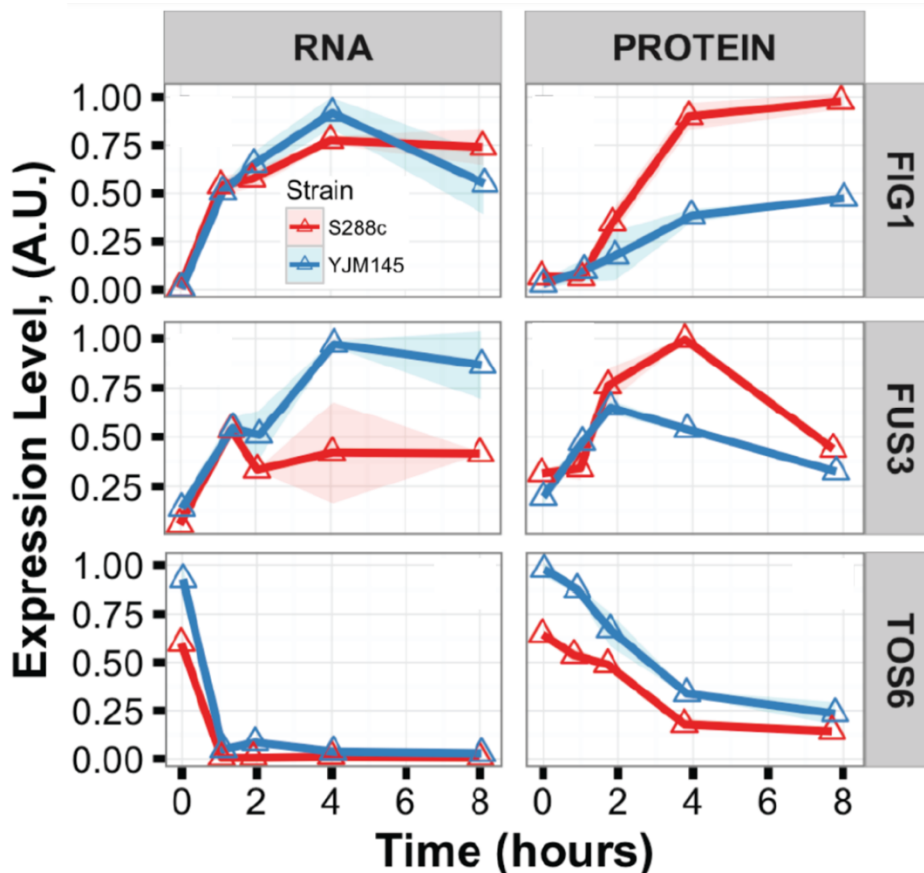 RNA
PROTEIN
Expression Level, (A.U.)
1.00
0.75
0.50
0.25
0.00
Strain
S288c
YJM145
FIG1
1.00
0.75
0.50
0.25
FUS3
1.00
0.75
0.50
0.25
0.00
TOS6
0 2 4 6 8
0 2 4 6 8
Time (hours)